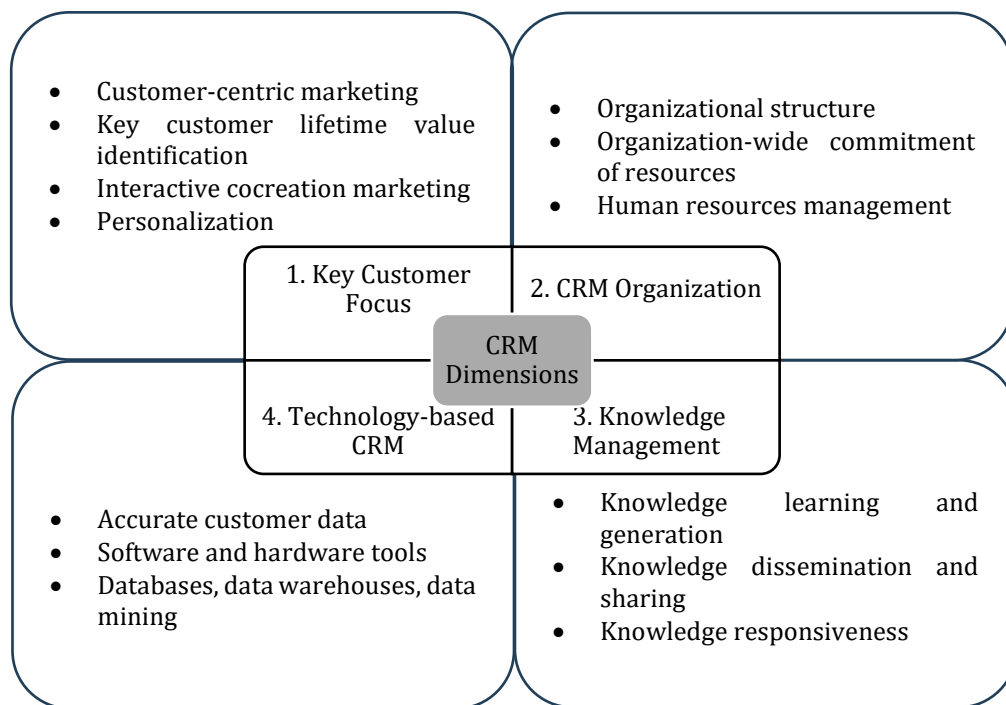 • Customer-centric marketing
• Key customer lifetime value
identification
• Interactive cocreation marketing
• Personalization
• Organizational structure
• Organization-wide commitment
of resources
• Human resources management
1. Key Customer
Focus
2. CRM Organization
CRM
Dimensions
4. Technology-based
CRM
3. Knowledge
Management
• Accurate customer data
• Software and hardware tools
• Databases, data warehouses, data
mining
• Knowledge learning and
generation
• Knowledge dissemination and
sharing
• Knowledge responsiveness